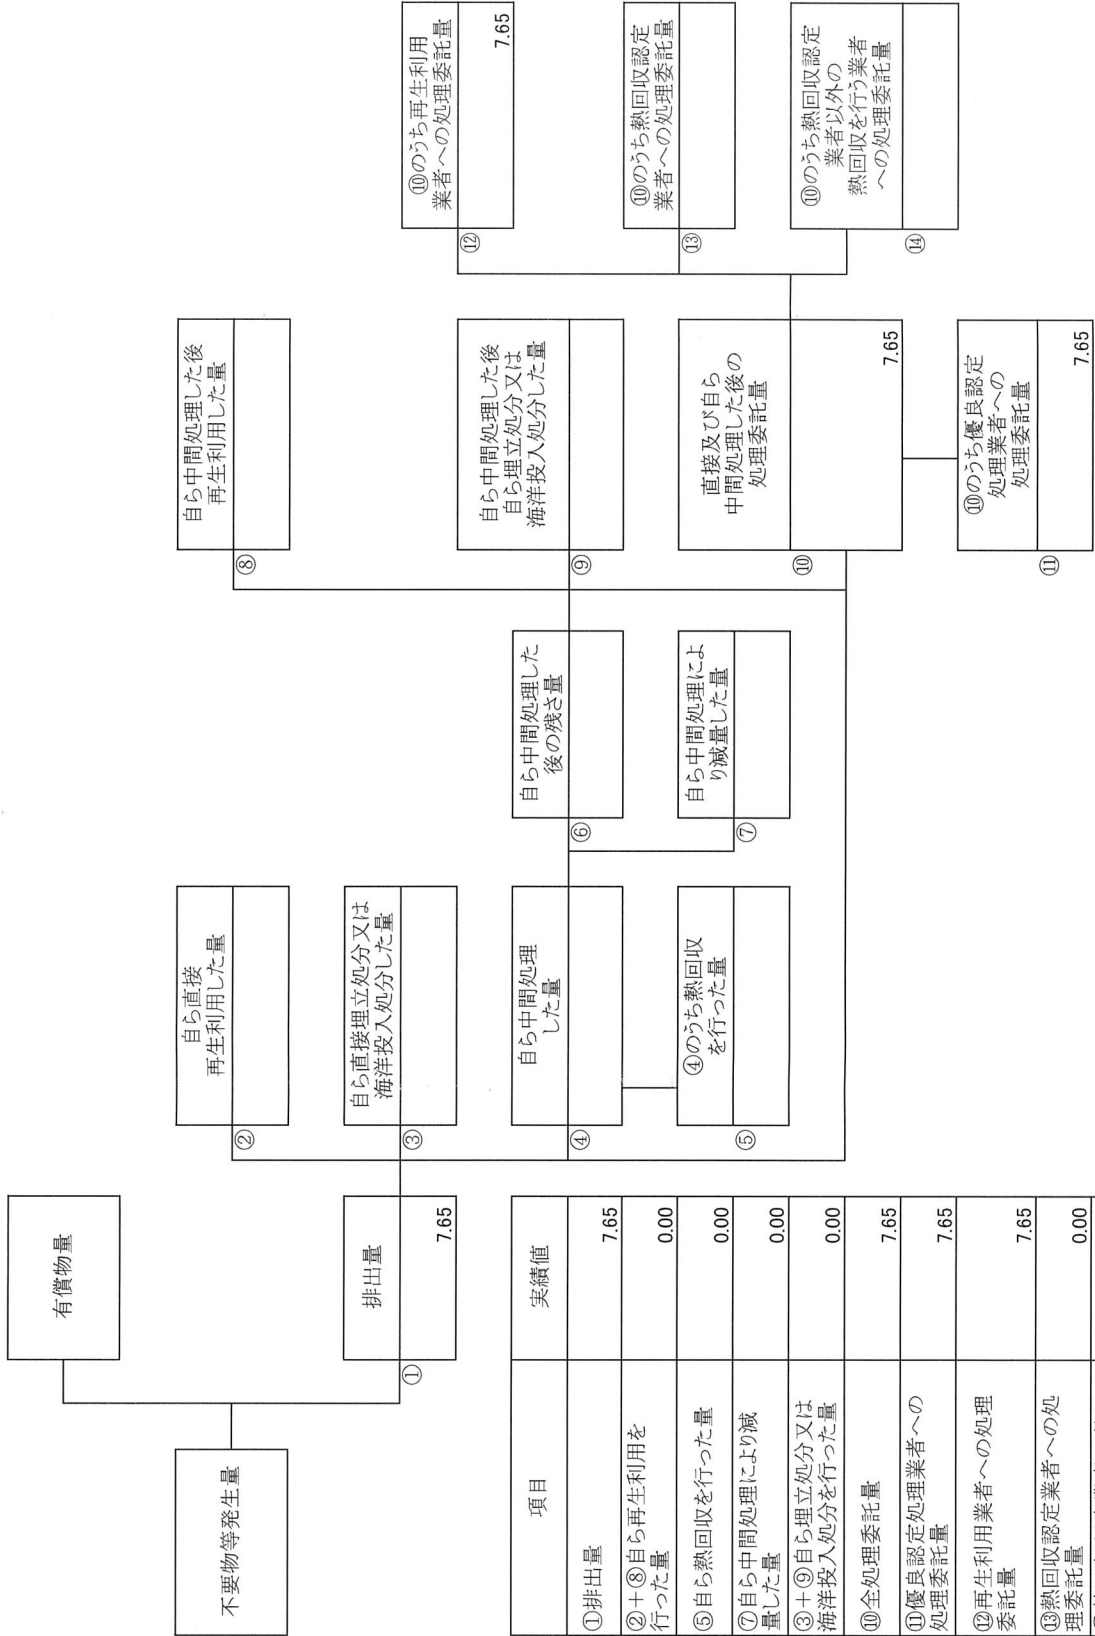 不要物等発生量
有償物量
排出量
①
7.65
自ら直接
再生利用した量
②
自ら直接埋立処分又は
海洋投入処分した量
③
自ら中間処理
した量
④
④のうち熱回収
を行った量
⑤
自ら中間処理した
後の残さ量
⑥
自ら中間処理によ
り減量した量
⑦
自ら中間処理した後
再生利用した量
⑧
自ら中間処理した後
自ら埋立処分又は
海洋投入処分した量
⑨
直接及び自ら
中間処理した後の
処理委託量
⑩
7.65
⑩のうち優良認定
処理業者への
処理委託量
⑪
7.65
⑩のうち再生利用
業者への処理委託量
⑫
7.65
⑩のうち熱回収認定
業者への処理委託量
⑬
⑩のうち熱回収認定
業者以外の
熱回収を行う業者
への処理委託量
⑭
項目 実績値
①排出量 7.65
②+⑧自ら再生利用を
行った量 0.00
⑤自ら熱回収を行った量 0.00
⑦自ら中間処理により減
量した量 0.00
③+⑨自ら埋立処分又は
海洋投入処分を行った量 0.00
⑩全処理委託量 7.65
⑪優良認定処理業者への
処理委託量 7.65
⑫再生利用業者への処理
委託量 7.65
⑬熱回収認定業者への処
理委託量 0.00